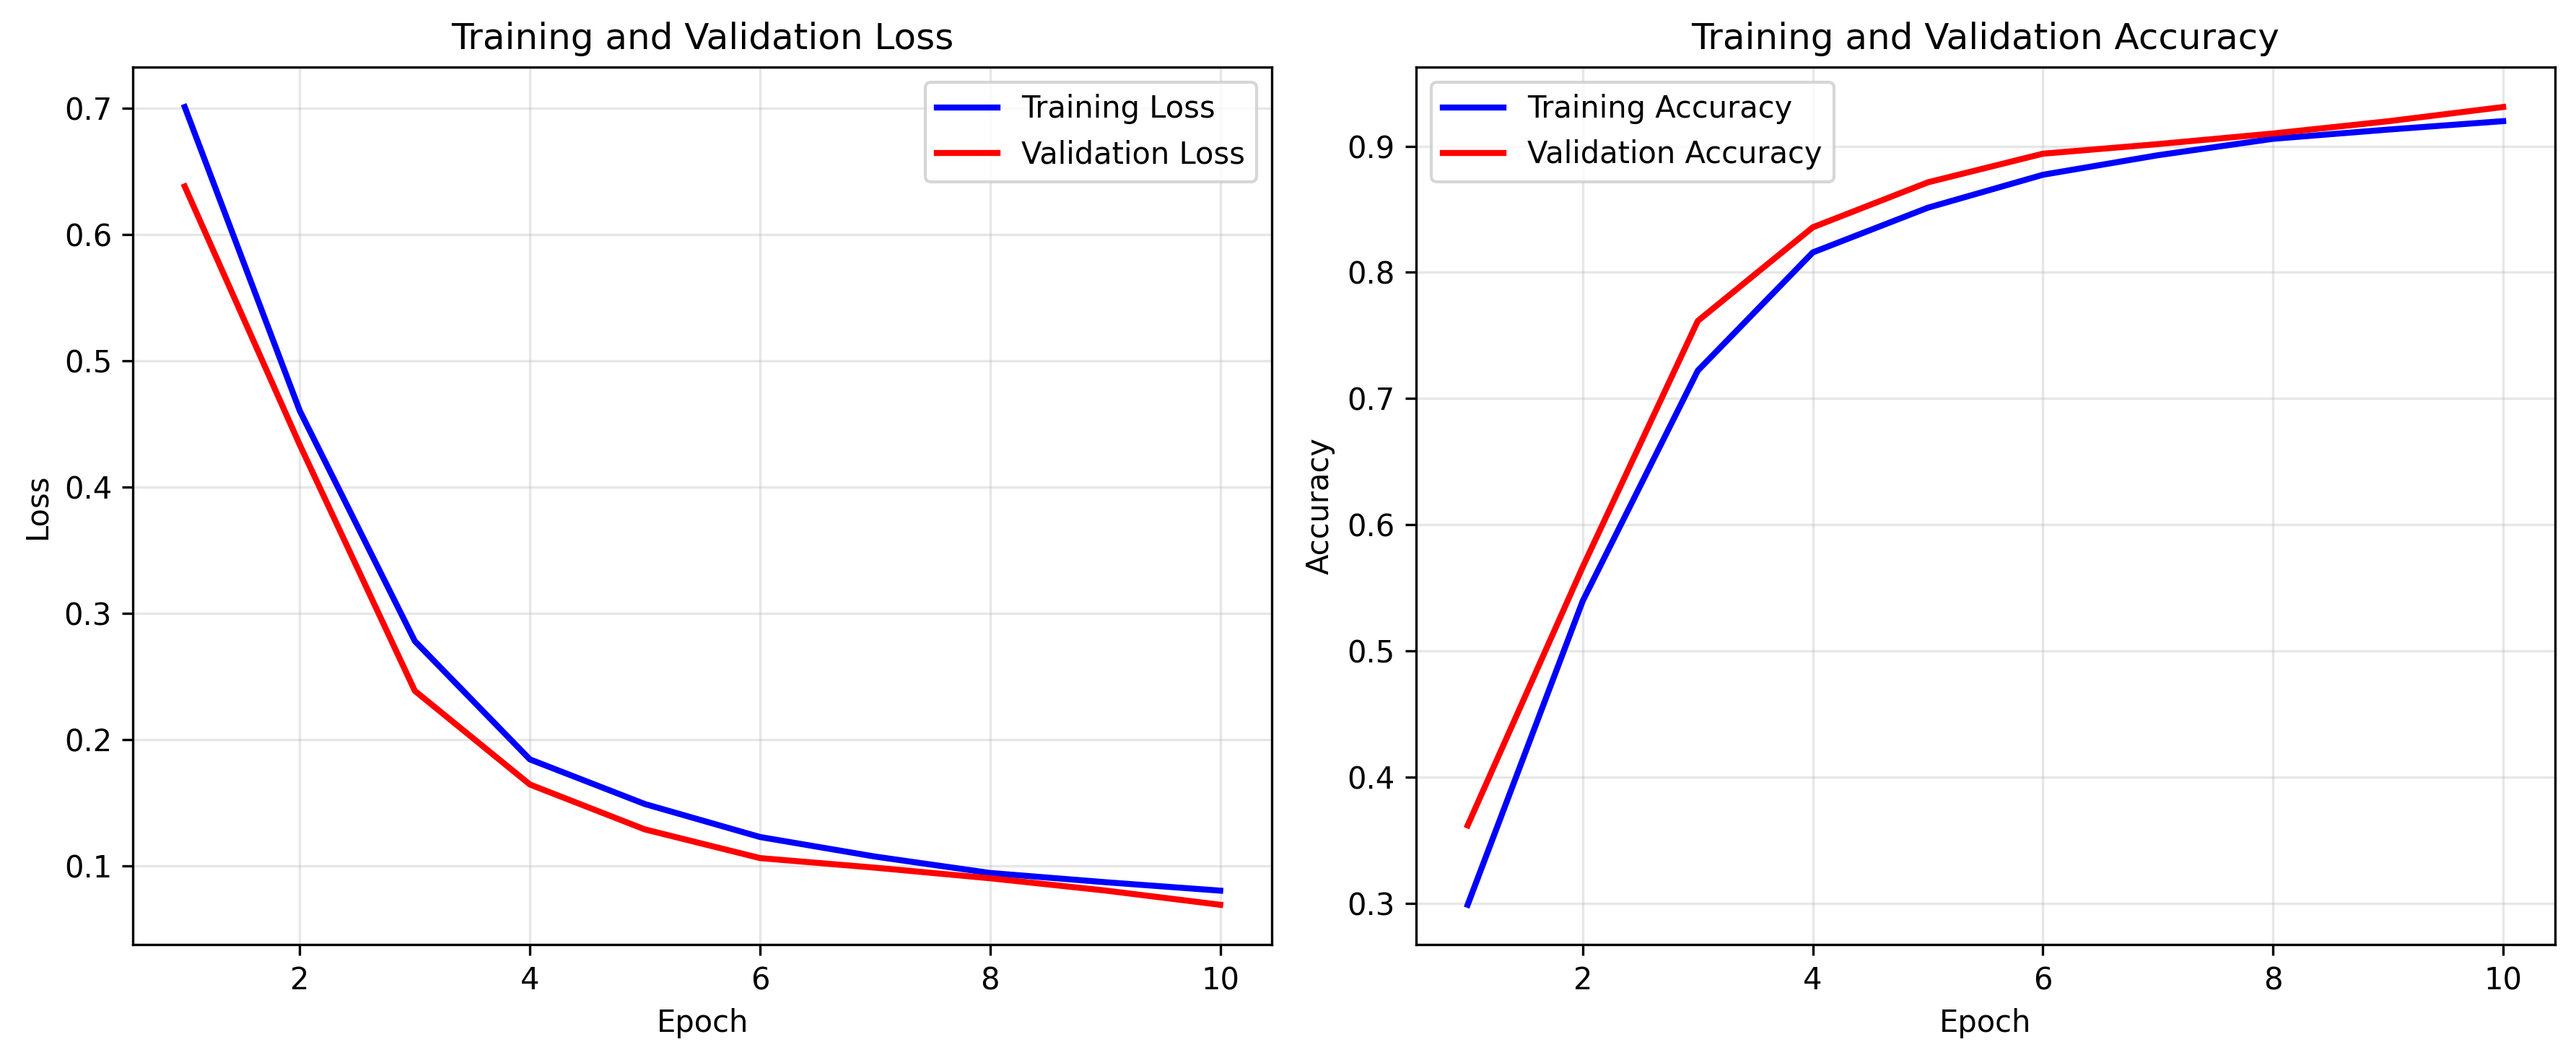 Training and Validation Loss
Training Loss
Validation Loss
0.7
0.6
0.5
0.4
0.3
0.2
0.1
Loss
2 4 6 8 10
Epoch
Training and Validation Accuracy
Training Accuracy
Validation Accuracy
0.9
0.8
0.7
0.6
0.5
0.4
0.3
Accuracy
2 4 6 8 10
Epoch